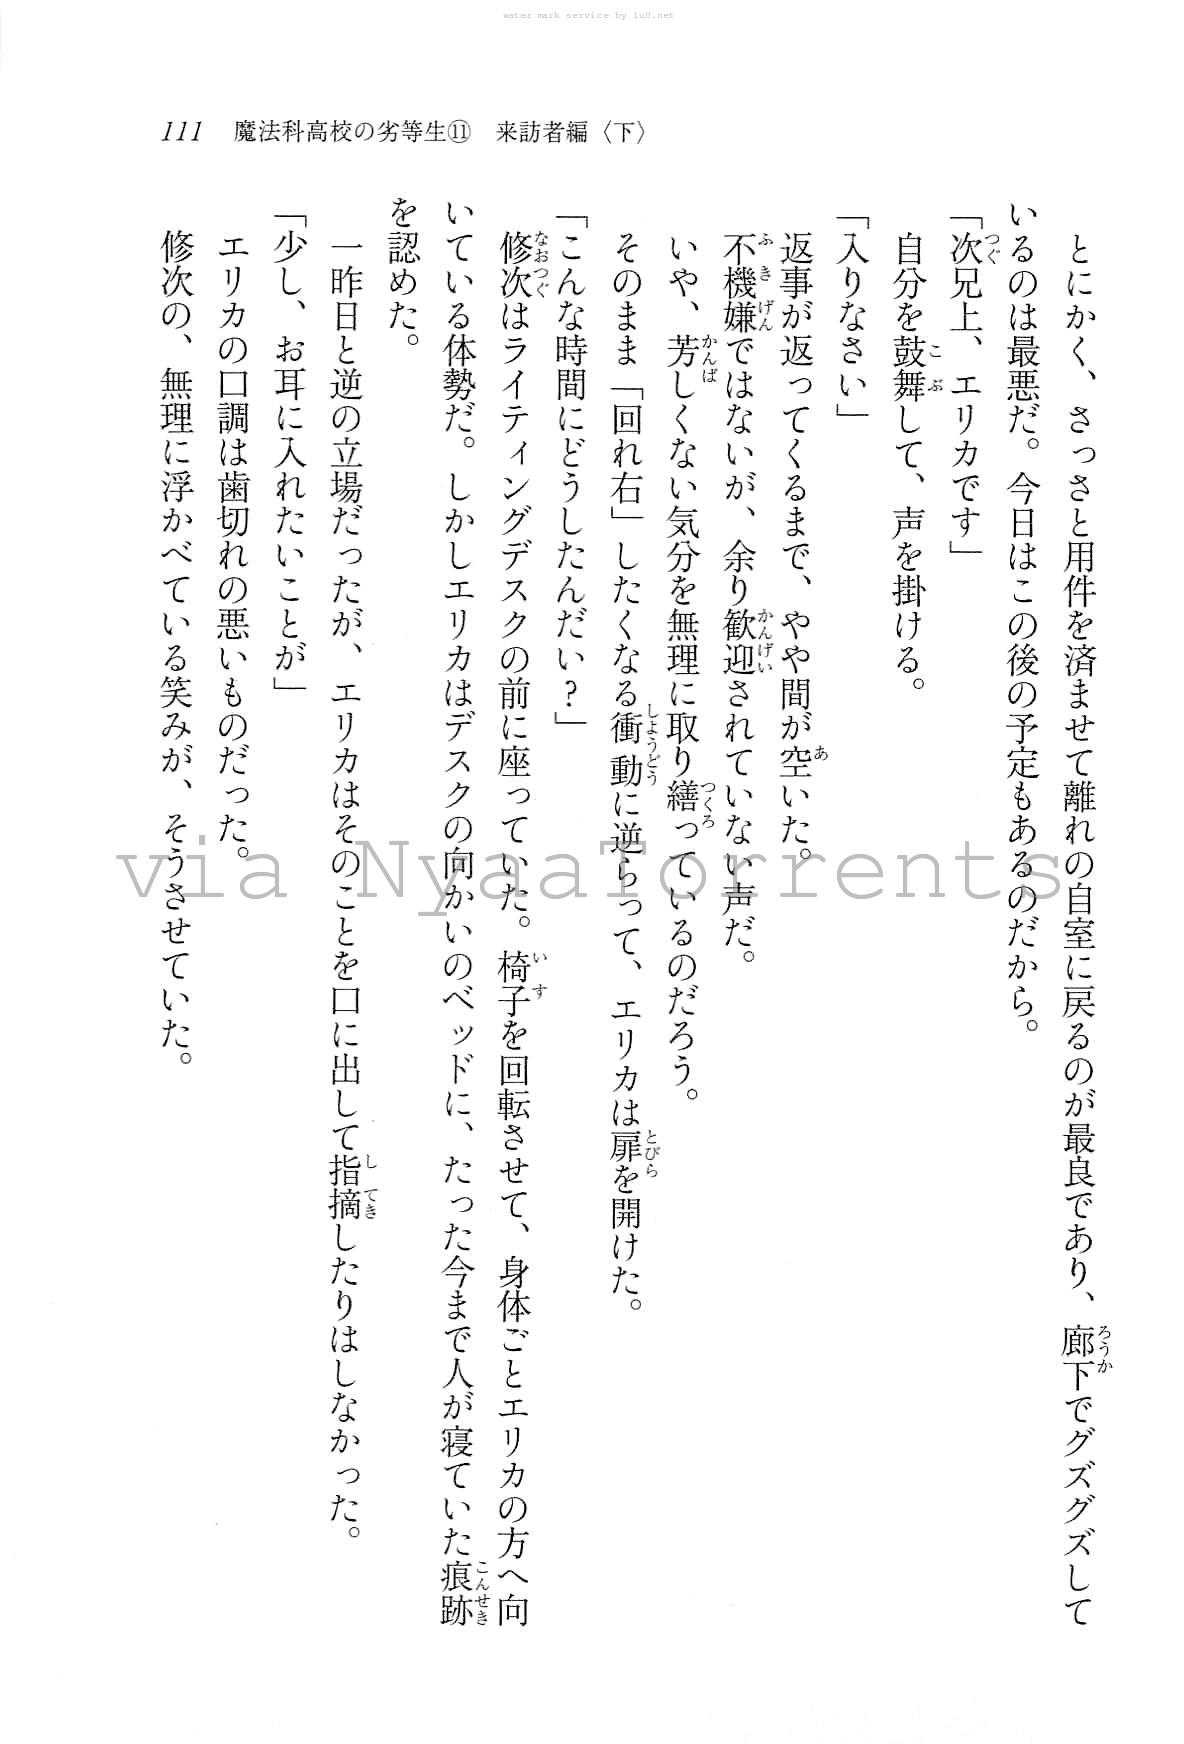 water mark service by lu0.net
111 魔法科高校の劣等生⑪ 来訪者編〈下〉
とにかく、さっさと用件を済ませて離れの自室に戻るのが最良であり、廊下でグズグズして
いるのは最悪だ。今日はこの後の予定もあるのだから。
「次兄上、エリカです」
自分を鼓舞して、声を掛ける。
「入りなさい」
返事が返ってくるまで、やや間が空いた。
不機嫌ではないが、余り歓迎されていない声だ。
いや、芳しくない気分を無理に取り繕っているのだろう。
そのまま「回れ右」したくなる衝動に逆らって、エリカは扉を開けた。
「こんな時間にどうしたんだい？」
修次はライティングデスクの前に座っていた。椅子を回転させて、身体ごとエリカの方へ向
いている体勢だ。しかしエリカはデスクの向かいのベッドに、たった今まで人が寝ていた痕跡
を認めた。
一昨日と逆の立場だったが、エリカはそのことを口に出して指摘したりはしなかった。
「少し、お耳に入れたいことが」
エリカの口調は歯切れの悪いものだった。
修次の、無理に浮かべている笑みが、そうさせていた。
via NyaaTorrents